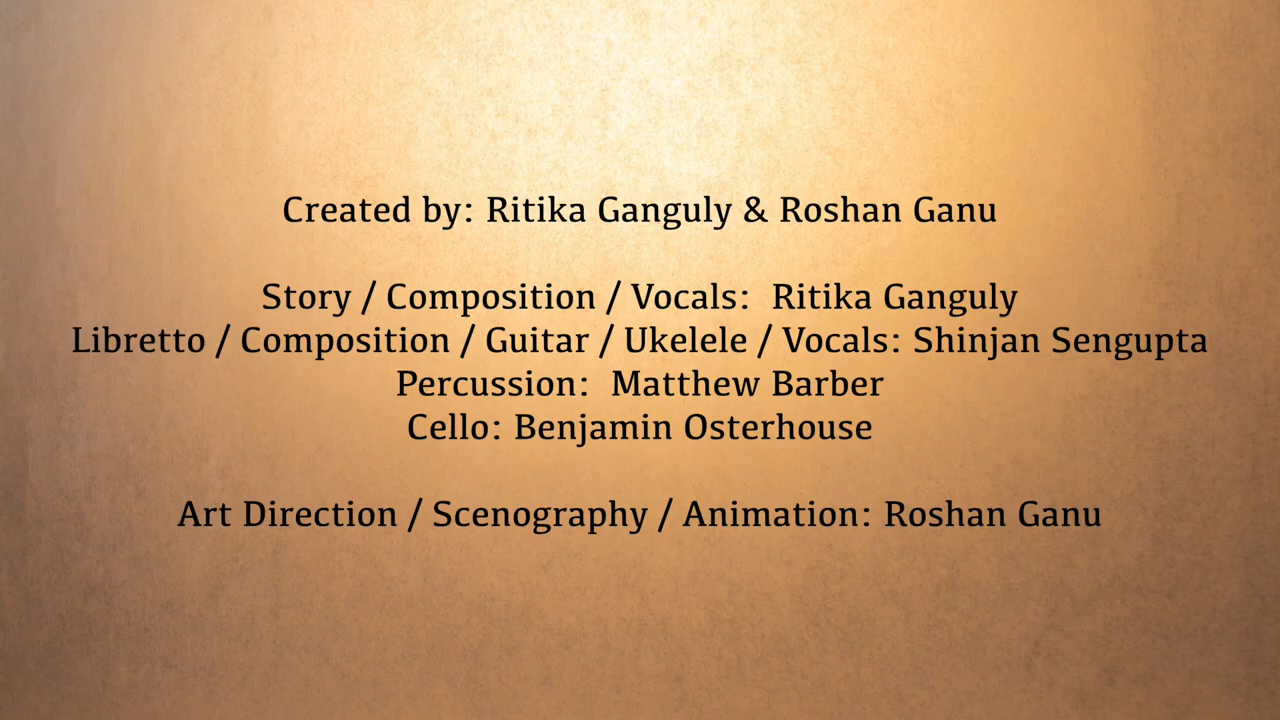 Created by: Ritika Ganguly & Roshan Ganu
Story / Composition / Vocals:  Ritika Ganguly
Libretto / Composition / Guitar / Ukelele / Vocals: Shinjan Sengupta
Percussion:  Matthew Barber
Cello: Benjamin Osterhouse
Art Direction / Scenography / Animation: Roshan Ganu